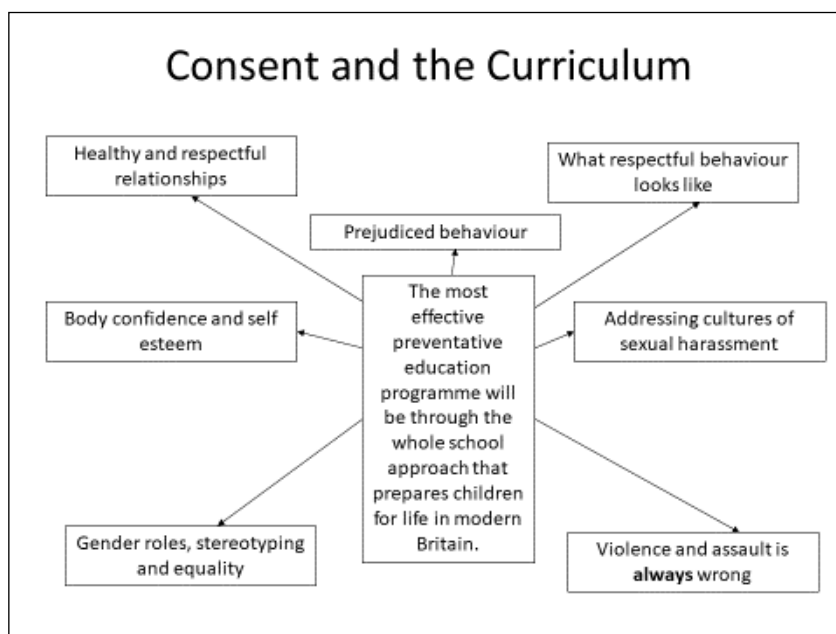 Consent and the Curriculum
Healthy and respectful
relationships
What respectful behaviour
looks like
Prejudiced behaviour
Body confidence and self
esteem
The most
effective
preventative
education
programme will
be through the
whole school
approach that
prepares children
for life in modern
Britain.
Addressing cultures of
sexual harassment
Gender roles, stereotyping
and equality
Violence and assault is
always wrong